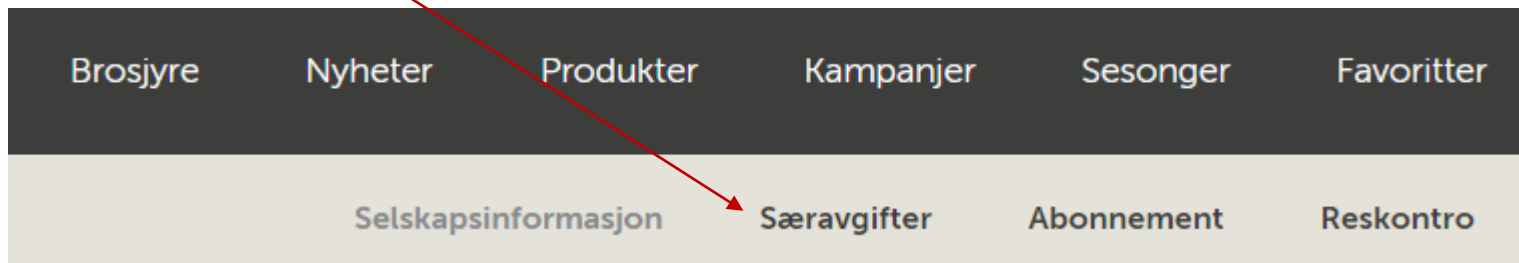 Brosjyre Nyheter Produkter Kampanjer Sesonger Favoritter
Selskapsinformasjon Særavgifter Abonnement Reskontro